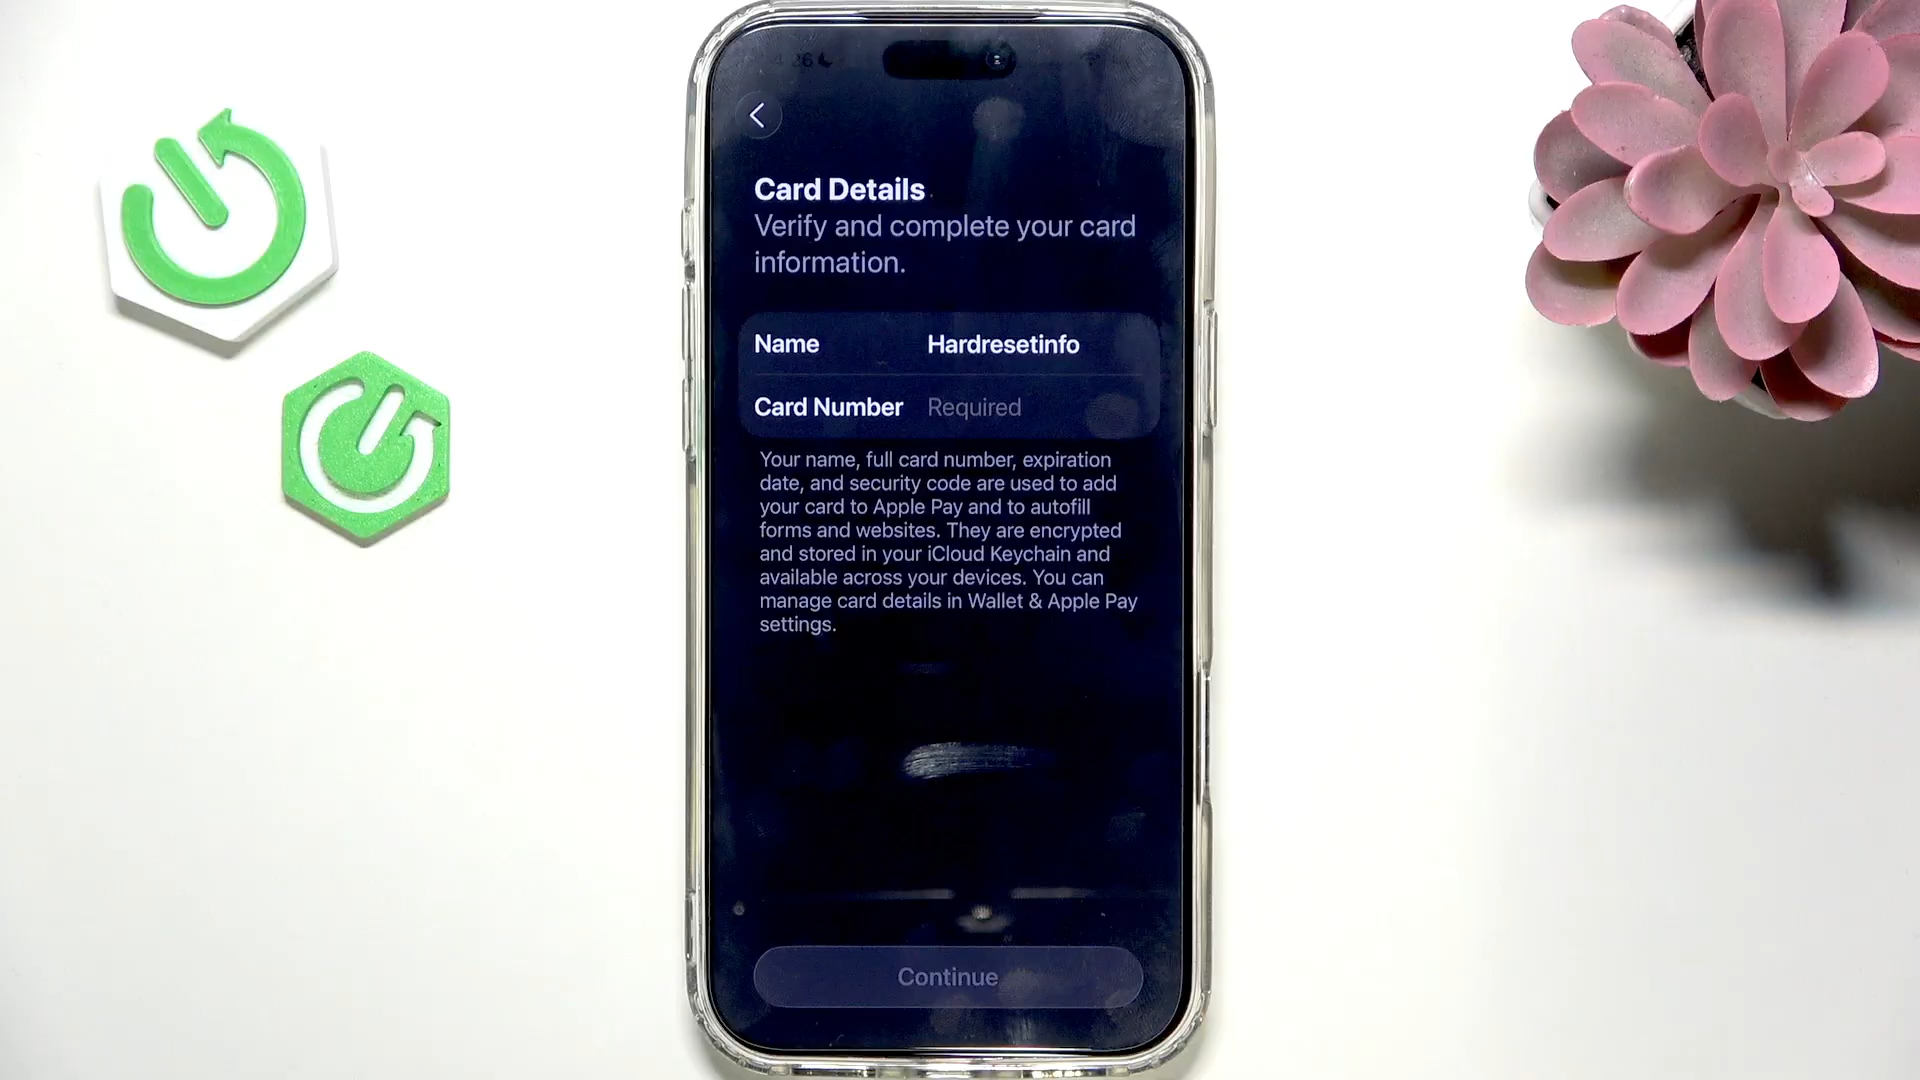 Card Details
Verify and complete your card
information.
Name Hardresetinfo
Card Number Required
Your name, full card number, expiration
date, and security code are used to add
your card to Apple Pay and to autofill
forms and websites. They are encrypted
and stored in your iCloud Keychain and
available across your devices. You can
manage card details in Wallet & Apple Pay
settings.
Continue